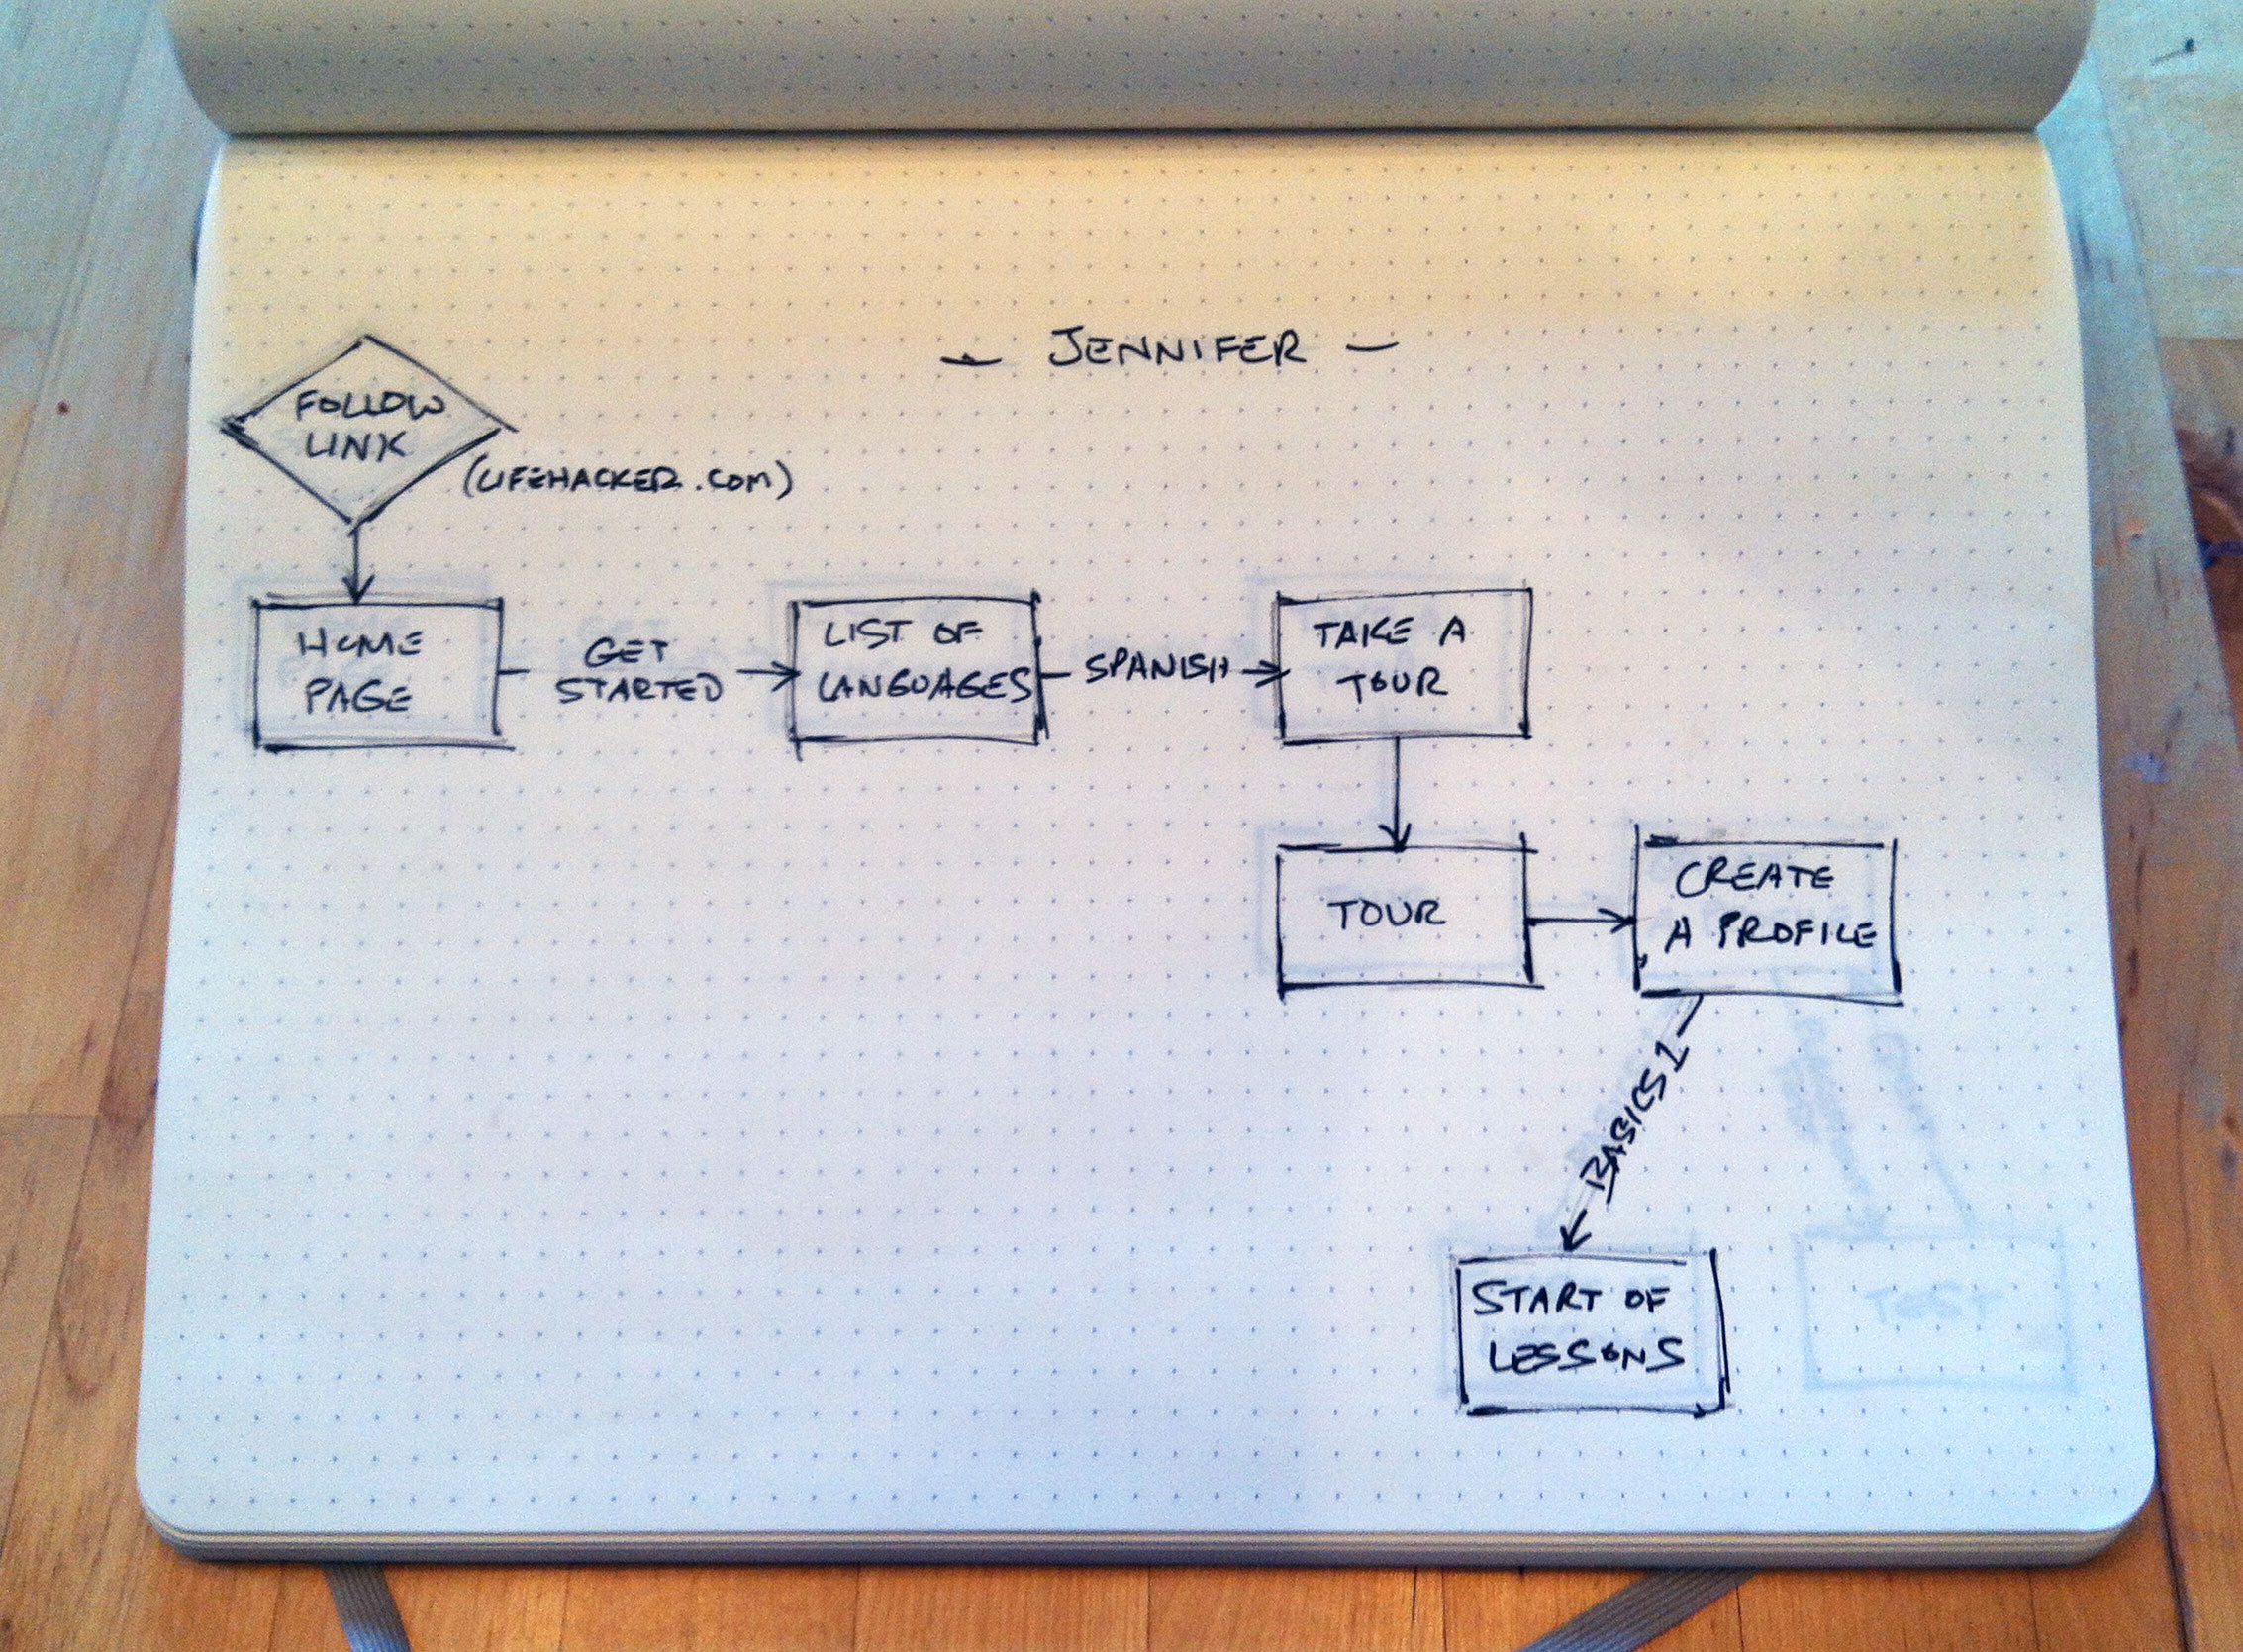 — JENNIFER —
FOLLOW
LINK
(LIFEHACKER.COM)
HOME
PAGE
GET
STARTED
LIST OF
LANGUAGES
SPANISH
TAKE A
TOUR
TOUR
CREATE
A PROFILE
BASICS 1
START OF
LESSONS